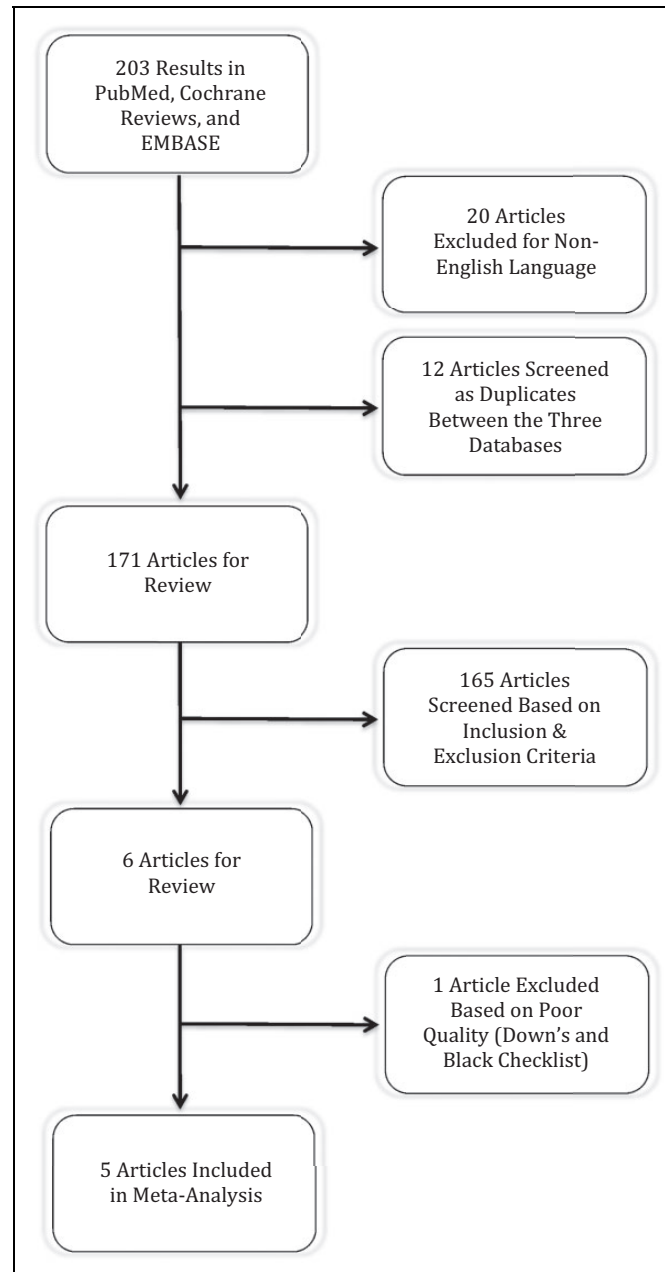 203 Results in
PubMed, Cochrane
Reviews, and
EMBASE
20 Articles
Excluded for Non-
English Language
12 Articles Screened
as Duplicates
Between the Three
Databases
171 Articles for
Review
165 Articles
Screened Based on
Inclusion &
Exclusion Criteria
6 Articles for
Review
1 Article Excluded
Based on Poor
Quality (Down's and
Black Checklist)
5 Articles Included
in Meta-Analysis